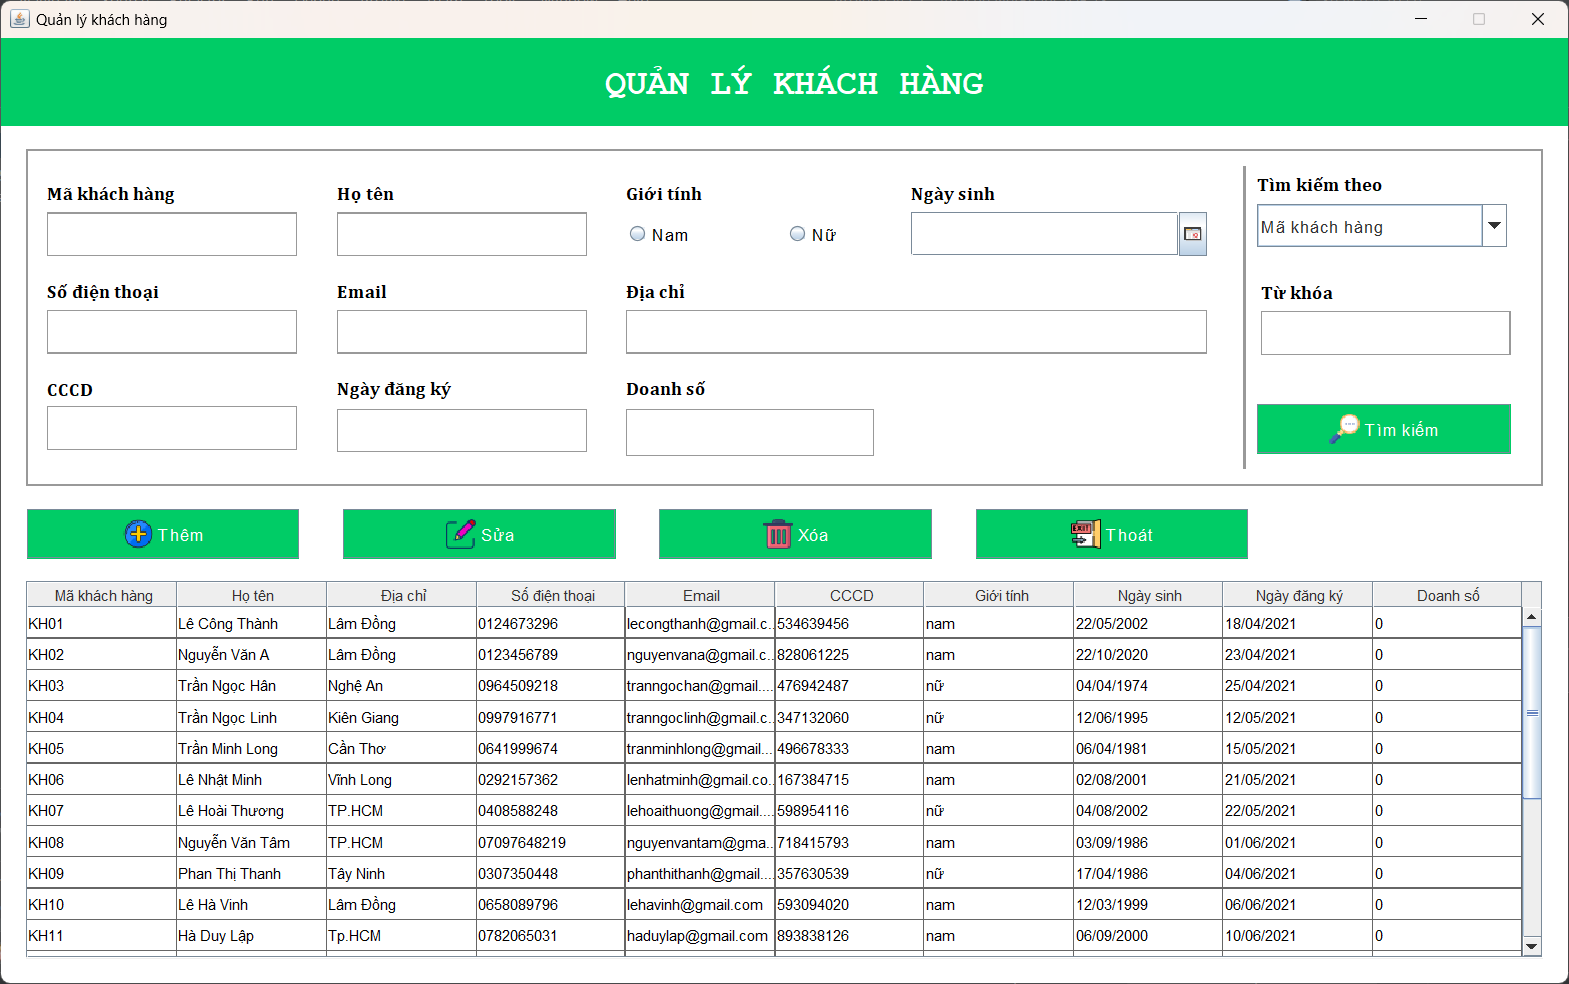 Quản lý khách hàng
QUẢN LÝ KHÁCH HÀNG
Mã khách hàng
Họ tên
Giới tính
Ngày sinh
Nam
Nữ
Số điện thoại
Email
Địa chỉ
CCCD
Ngày đăng ký
Doanh số
Tìm kiếm theo
Mã khách hàng
Từ khóa
Tìm kiếm
Thêm
Sửa
Xóa
EXIT
Thoát
Mã khách hàng Họ tên Địa chỉ Số điện thoại Email CCCD Giới tính Ngày sinh Ngày đăng ký Doanh số
KH01 Lê Công Thành Lâm Đồng 0124673296 lecongthanh@gmail.c... 534639456 nam 22/05/2002 18/04/2021 0
KH02 Nguyễn Văn A Lâm Đồng 0123456789 nguyenvana@gmail.c... 828061225 nam 22/10/2020 23/04/2021 0
KH03 Trần Ngọc Hân Nghệ An 0964509218 tranngochan@gmail.... 476942487 nữ 04/04/1974 25/04/2021 0
KH04 Trần Ngọc Linh Kiên Giang 0997916771 tranngoclinh@gmail.c... 347132060 nữ 12/06/1995 12/05/2021 0
KH05 Trần Minh Long Cần Thơ 0641999674 tranminhlong@gmail... 496678333 nam 06/04/1981 15/05/2021 0
KH06 Lê Nhật Minh Vĩnh Long 0292157362 lenhatminh@gmail.co... 167384715 nam 02/08/2001 21/05/2021 0
KH07 Lê Hoài Thương TP.HCM 0408588248 lehoaithuong@gmail.... 598954116 nữ 04/08/2002 22/05/2021 0
KH08 Nguyễn Văn Tâm TP.HCM 07097648219 nguyenvantam@gma... 718415793 nam 03/09/1986 01/06/2021 0
KH09 Phan Thị Thanh Tây Ninh 0307350448 phanthithanh@gmail.... 357630539 nữ 17/04/1986 04/06/2021 0
KH10 Lê Hà Vinh Lâm Đồng 0658089796 lehavinh@gmail.com 593094020 nam 12/03/1999 06/06/2021 0
KH11 Hà Duy Lập Tp.HCM 0782065031 haduylap@gmail.com 893838126 nam 06/09/2000 10/06/2021 0